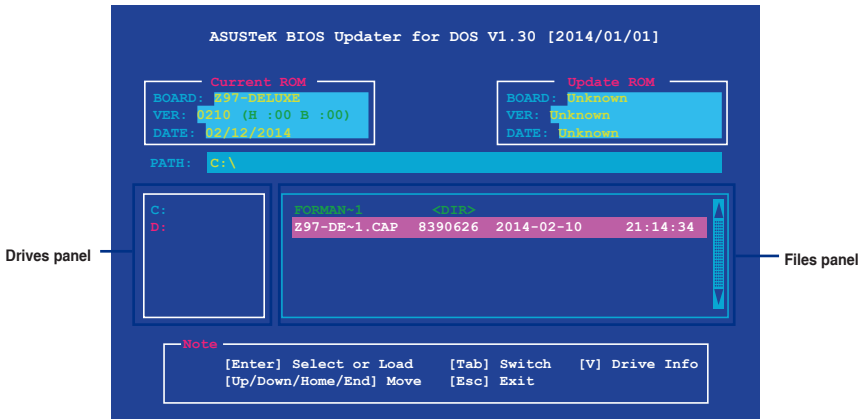 ASUSTeK BIOS Updater for DOS V1.30 [2014/01/01]
Current ROM
BOARD: Z97-DELUXE
VER: 0210 (H :00 B :00)
DATE: 02/12/2014
Update ROM
BOARD: Unknown
VER: Unknown
DATE: Unknown
PATH: C:\
C:
D:
FORMAN~1 <DIR>
Z97-DE~1.CAP 8390626 2014-02-10 21:14:34
Drives panel
Files panel
Note
[Enter] Select or Load [Tab] Switch [V] Drive Info
[Up/Down/Home/End] Move [Esc] Exit